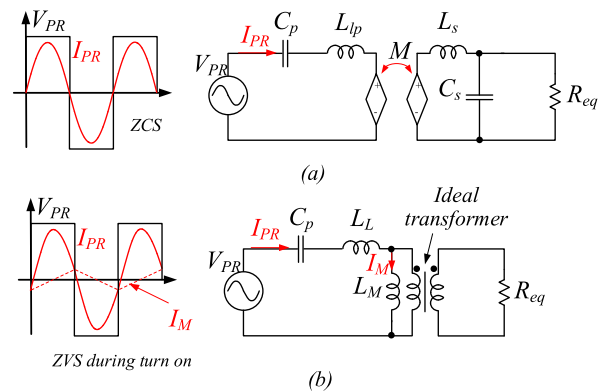 V_PR
I_PR
ZCS
I_PR
C_p
L_lp
M
L_s
V_PR
+
-
+
-
C_s
R_eq
(a)
V_PR
I_PR
I_M
ZVS during turn on
I_PR
C_p
L_L
Ideal
transformer
V_PR
I_M
L_M
R_eq
(b)